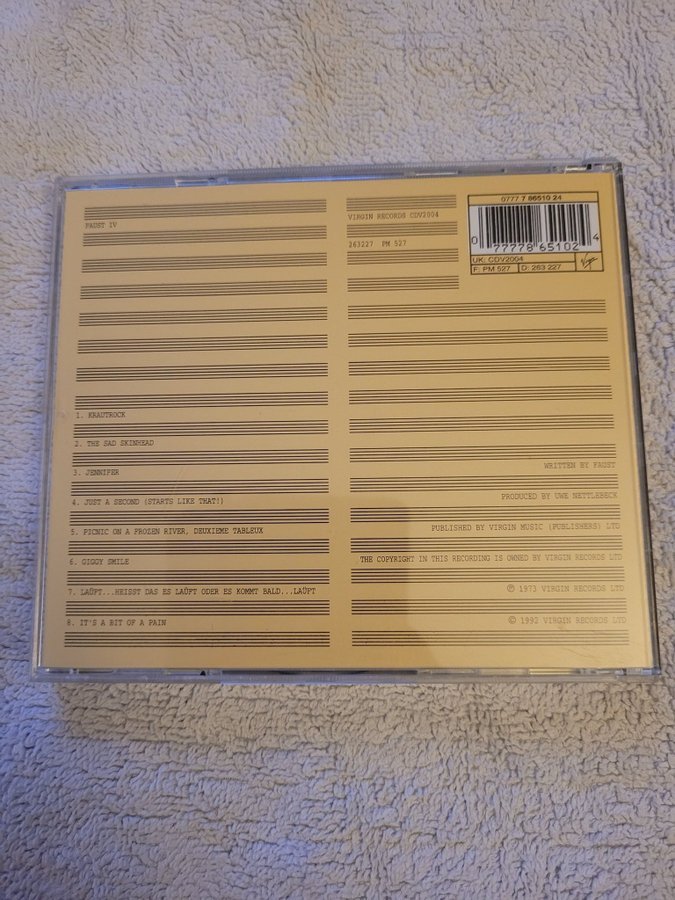 FAUST IV
1. KRAUTROCK
2. THE SAD SKINHEAD
3. JENNIFER
4. JUST A SECOND (STARTS LIKE THAT!)
5. PICNIC ON A FROZEN RIVER, DEUXIEME TABLEUX
6. GIGGY SMILE
7. LAÜFT...HEISST DAS ES LAÜFT ODER ES KOMMT BALD...LAÜFT
8. IT'S A BIT OF A PAIN
VIRGIN RECORDS CDV2004
263227 PM 527
0777 7 86510 24
0 77778 65102 4
UK: CDV2004
F: PM 527 D: 263 227
Virgin
WRITTEN BY FAUST
PRODUCED BY UWE NETTLEBECK
PUBLISHED BY VIRGIN MUSIC (PUBLISHERS) LTD
THE COPYRIGHT IN THIS RECORDING IS OWNED BY VIRGIN RECORDS LTD
℗ 1973 VIRGIN RECORDS LTD
© 1992 VIRGIN RECORDS LTD